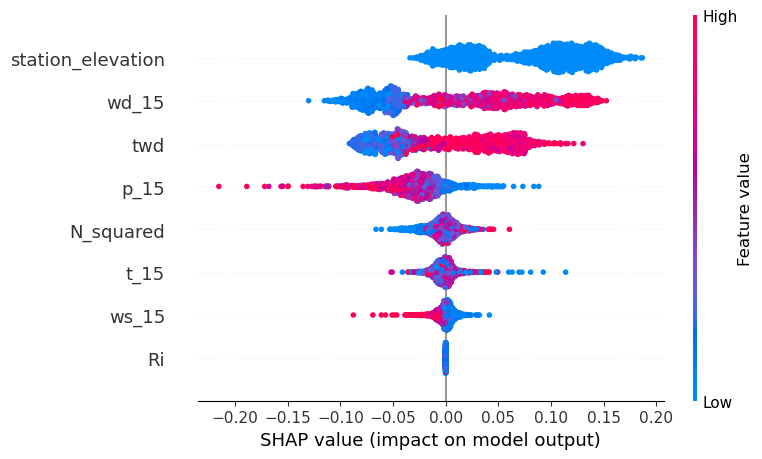 High
station_elevation
wd_15
twd
p_15
N_squared
t_15
ws_15
Ri
Feature value
Low
−0.20 −0.15 −0.10 −0.05 0.00 0.05 0.10 0.15 0.20
SHAP value (impact on model output)